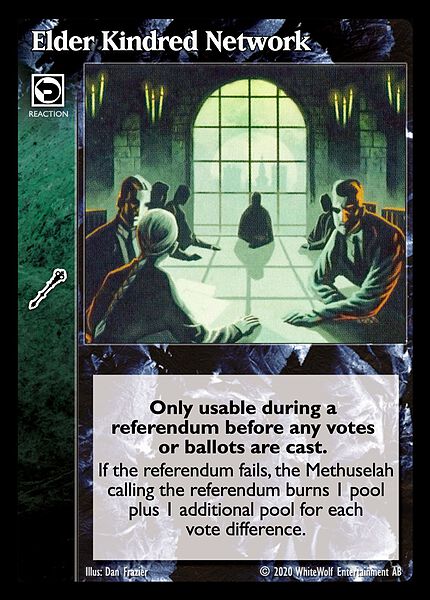 Elder Kindred Network
REACTION
Only usable during a
referendum before any votes
or ballots are cast.
If the referendum fails, the Methuselah
calling the referendum burns 1 pool
plus 1 additional pool for each
vote difference.
Illus: Dan Frazier © 2020 WhiteWolf Entertainment AB